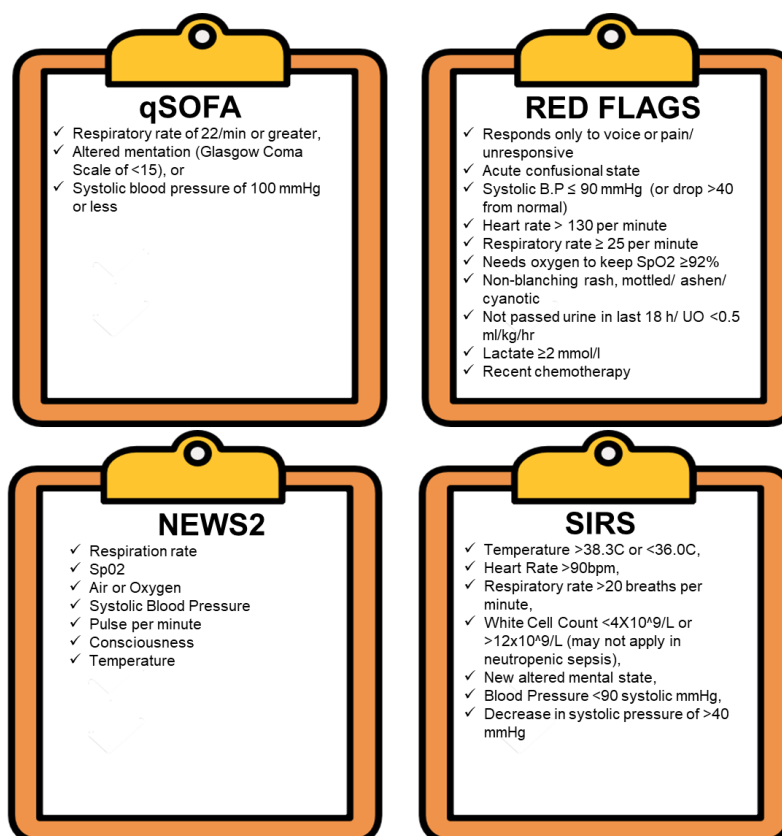 qSOFA
✓ Respiratory rate of 22/min or greater,
✓ Altered mentation (Glasgow Coma
Scale of <15), or
✓ Systolic blood pressure of 100 mmHg
or less
RED FLAGS
✓ Responds only to voice or pain/
unresponsive
✓ Acute confusional state
✓ Systolic B.P ≤ 90 mmHg (or drop >40
from normal)
✓ Heart rate > 130 per minute
✓ Respiratory rate ≥ 25 per minute
✓ Needs oxygen to keep SpO2 ≥92%
✓ Non-blanching rash, mottled/ ashen/
cyanotic
✓ Not passed urine in last 18 h/ UO <0.5
ml/kg/hr
✓ Lactate ≥2 mmol/l
✓ Recent chemotherapy
NEWS2
✓ Respiration rate
✓ Sp02
✓ Air or Oxygen
✓ Systolic Blood Pressure
✓ Pulse per minute
✓ Consciousness
✓ Temperature
SIRS
✓ Temperature >38.3C or <36.0C,
✓ Heart Rate >90bpm,
✓ Respiratory rate >20 breaths per
minute,
✓ White Cell Count <4X10^9/L or
>12x10^9/L (may not apply in
neutropenic sepsis),
✓ New altered mental state,
✓ Blood Pressure <90 systolic mmHg,
✓ Decrease in systolic pressure of >40
mmHg